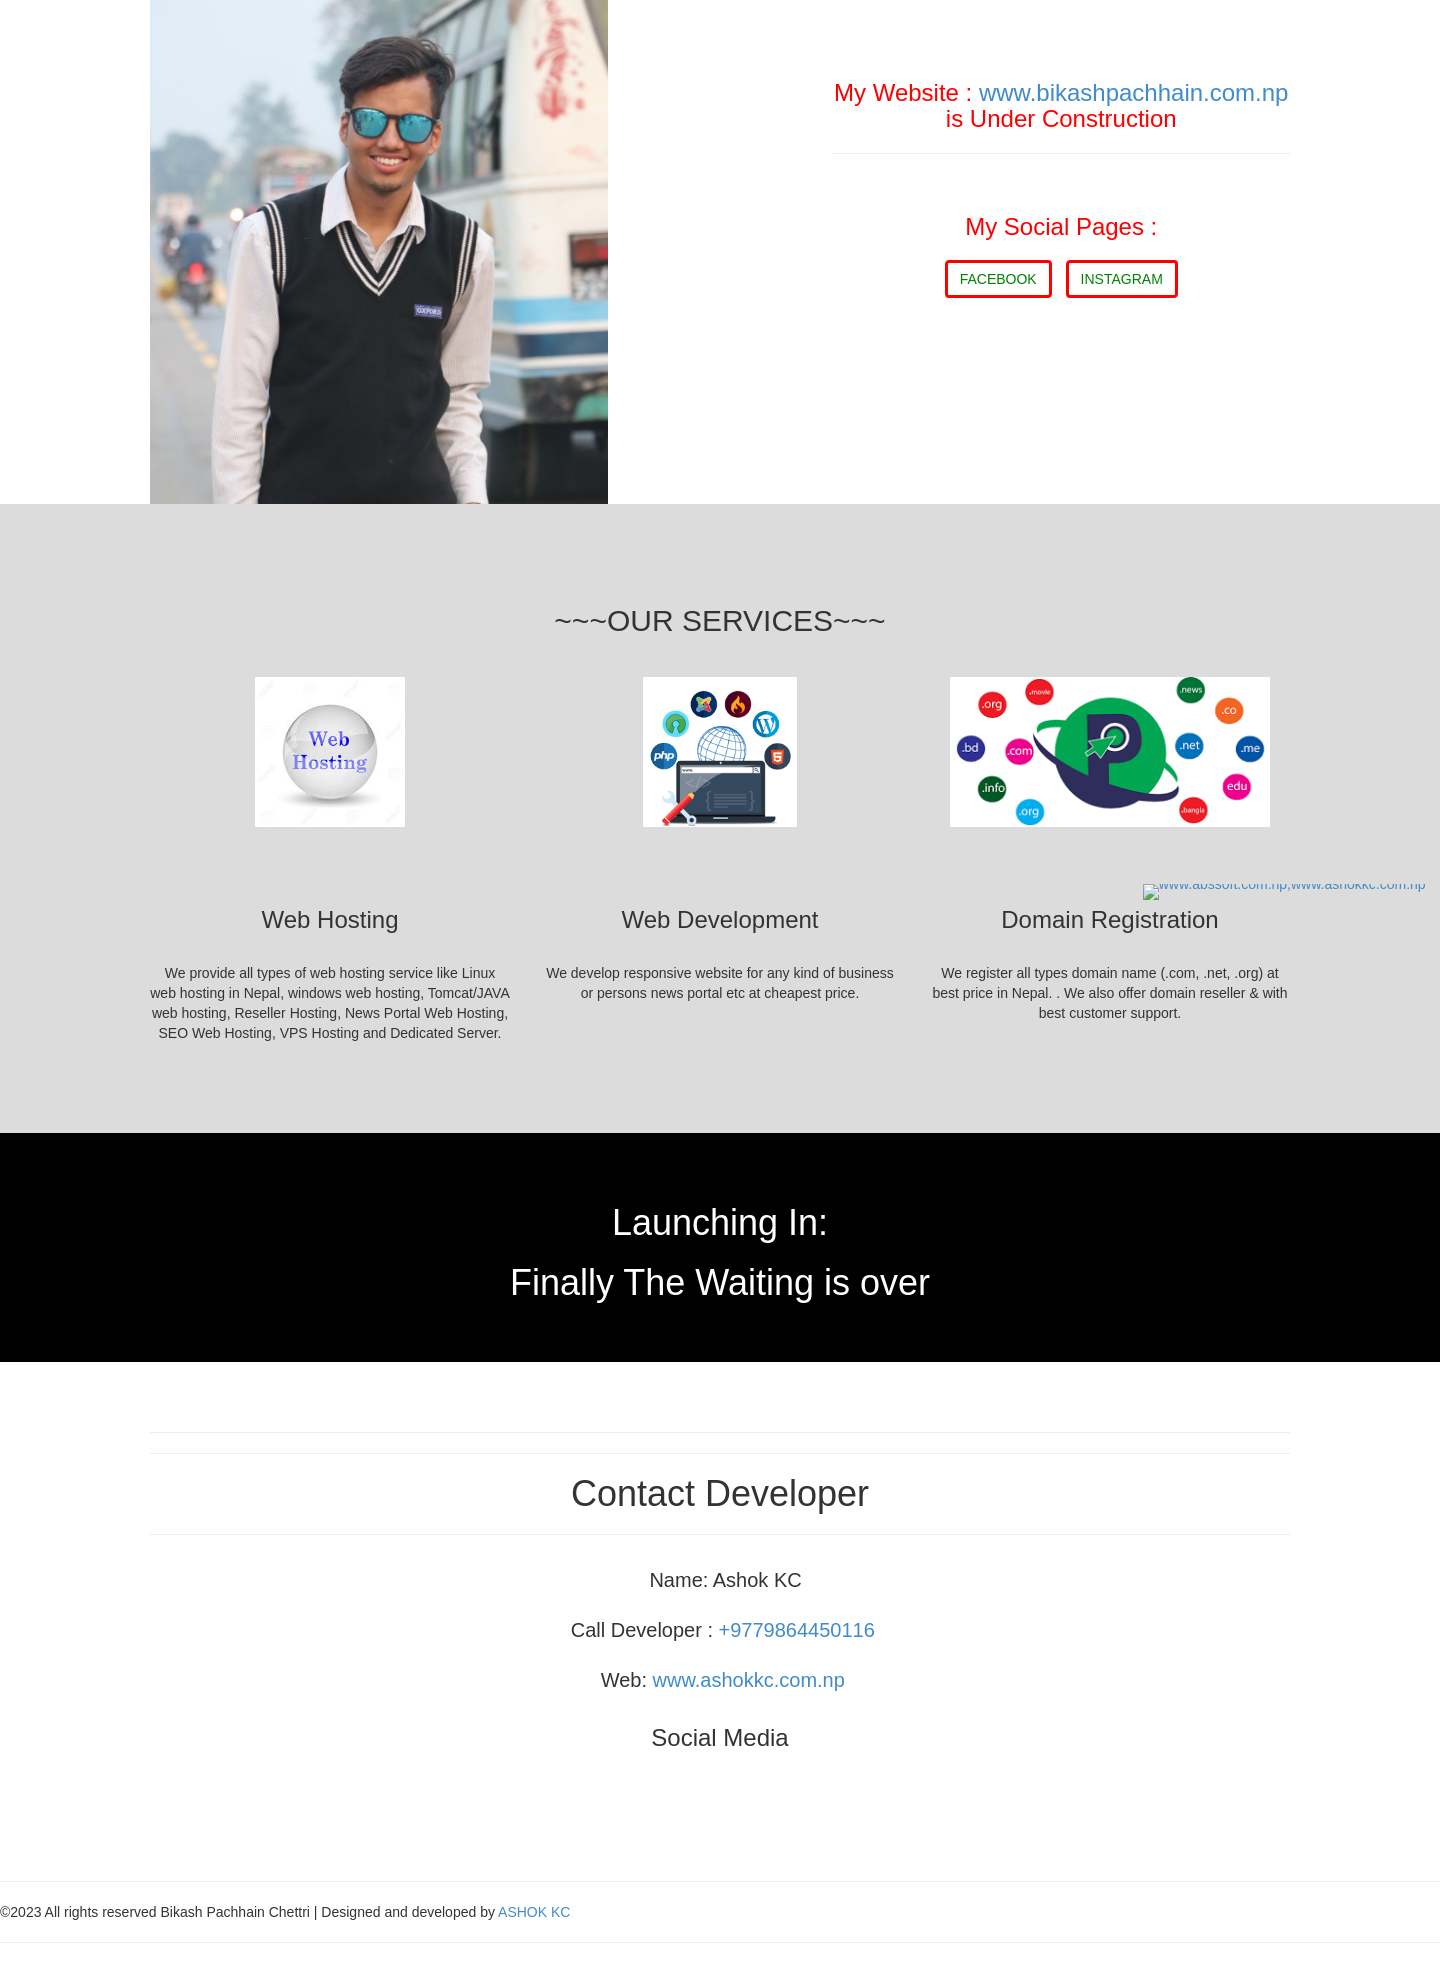 My Website : www.bikashpachhain.com.np
is Under Construction
My Social Pages :
FACEBOOK
INSTAGRAM
OXFORD
~~~OUR SERVICES~~~
Web
Hosting
php
www.
.org
.movie
.bd
.com
.info
.org
.news
.co
.net
.me
edu
.bangla
www.abssoft.com.np,www.ashokkc.com.np
Web Hosting
We provide all types of web hosting service like Linux
web hosting in Nepal, windows web hosting, Tomcat/JAVA
web hosting, Reseller Hosting, News Portal Web Hosting,
SEO Web Hosting, VPS Hosting and Dedicated Server.
Web Development
We develop responsive website for any kind of business
or persons news portal etc at cheapest price.
Domain Registration
We register all types domain name (.com, .net, .org) at
best price in Nepal. . We also offer domain reseller & with
best customer support.
Launching In:
Finally The Waiting is over
Contact Developer
Name: Ashok KC
Call Developer : +9779864450116
Web: www.ashokkc.com.np
Social Media
©2023 All rights reserved Bikash Pachhain Chettri | Designed and developed by ASHOK KC